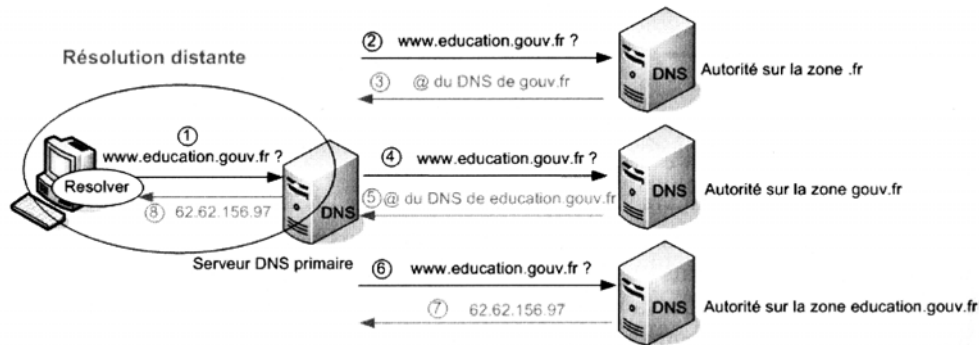 Résolution distante
① www.education.gouv.fr ?
Resolver
⑧ 62.62.156.97
DNS
Serveur DNS primaire
② www.education.gouv.fr ?
③ @ du DNS de gouv.fr
DNS
Autorité sur la zone .fr
④ www.education.gouv.fr ?
⑤ @ du DNS de education.gouv.fr
DNS
Autorité sur la zone gouv.fr
⑥ www.education.gouv.fr ?
⑦ 62.62.156.97
DNS
Autorité sur la zone education.gouv.fr